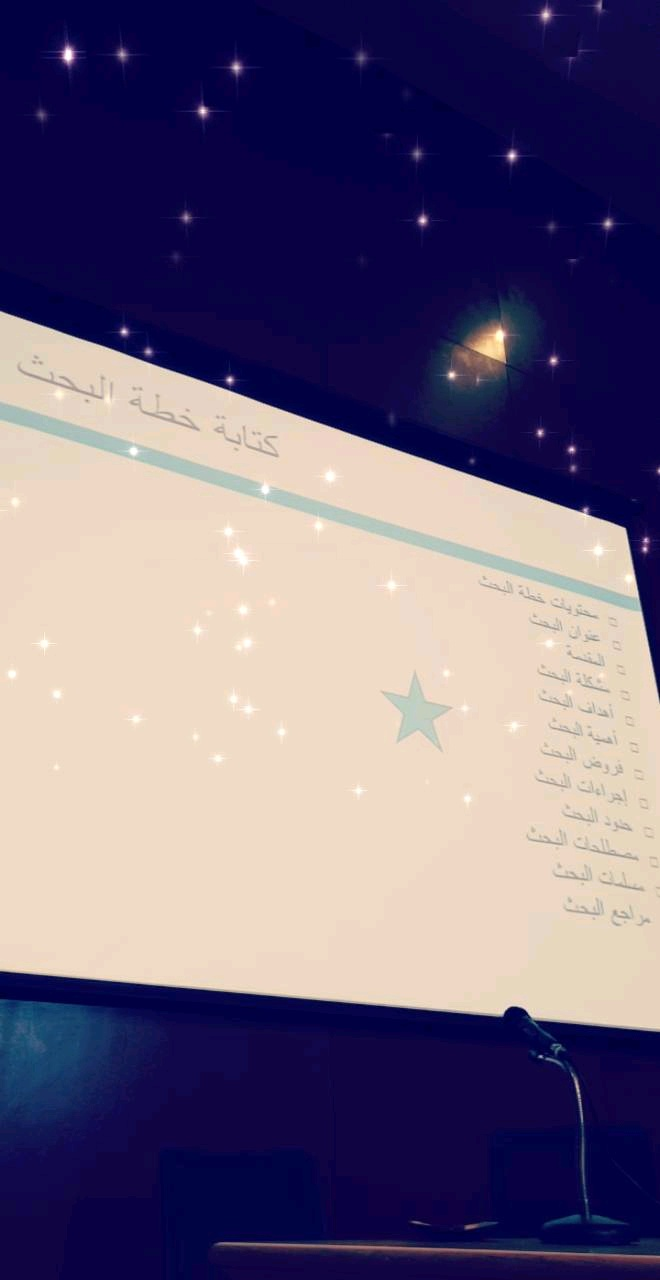 كتابة خطة البحث
محتويات خطة البحث
عنوان البحث
المقدمة
مشكلة البحث
أهداف البحث
أهمية البحث
فروض البحث
إجراءات البحث
حدود البحث
مصطلحات البحث
مسلمات البحث
مراجع البحث